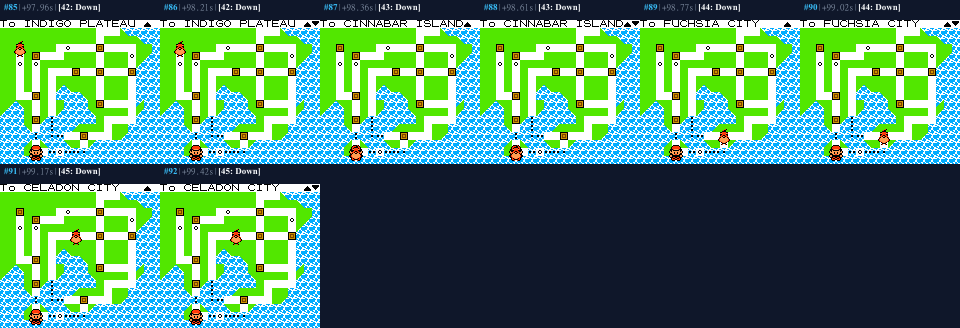 #85|+97.96s|[42: Down]
To INDIGO PLATEAU ▲
#86|+98.21s|[42: Down]
To INDIGO PLATEAU ▲▼
#87|+98.36s|[43: Down]
To CINNABAR ISLAND▲
#88|+98.61s|[43: Down]
To CINNABAR ISLAND▲▼
#89|+98.77s|[44: Down]
To FUCHSIA CITY ▲
#90|+99.02s|[44: Down]
To FUCHSIA CITY ▲▼
#91|+99.17s|[45: Down]
To CELADON CITY ▲
#92|+99.42s|[45: Down]
To CELADON CITY ▲▼